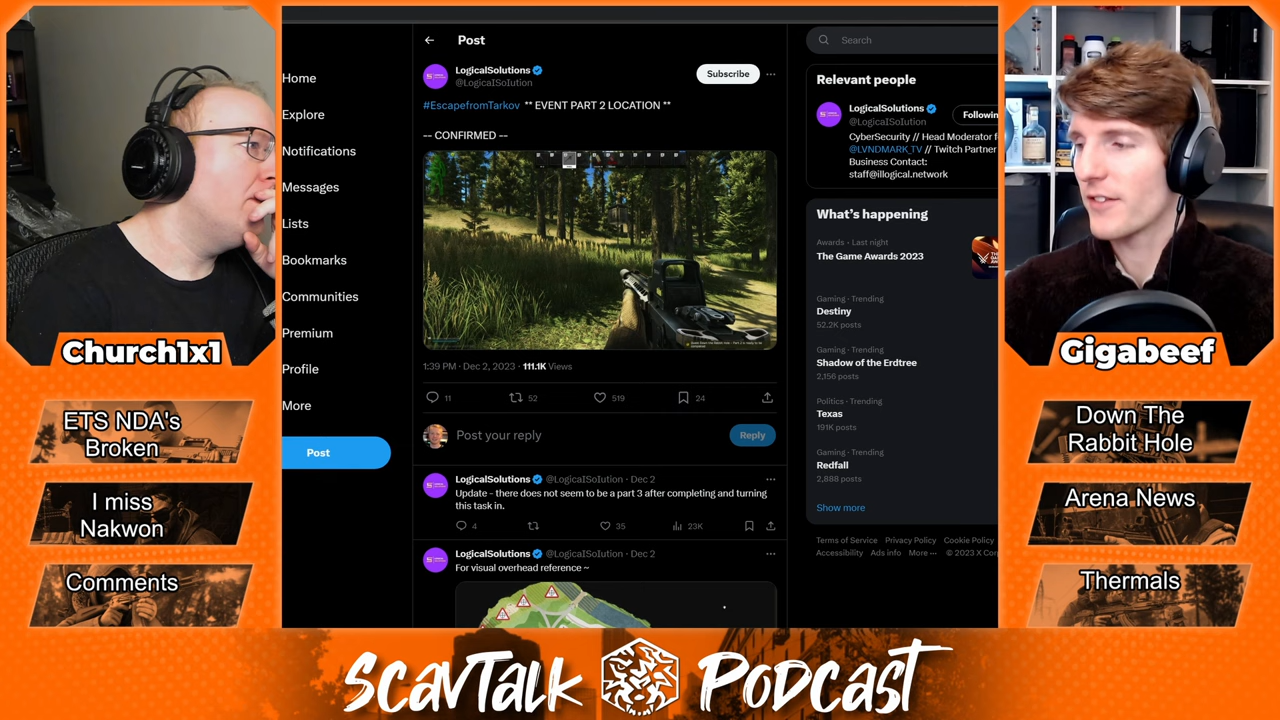 Home
Explore
Notifications
Messages
Lists
Bookmarks
Communities
Premium
Profile
More
Post
Post
LogicalSolutions
@LogicaISoIution
Subscribe
#EscapefromTarkov ** EVENT PART 2 LOCATION **
-- CONFIRMED --
1:39 PM · Dec 2, 2023 · 111.1K Views
11
52
519
24
Post your reply
Reply
LogicalSolutions @LogicaISoIution · Dec 2
Update - there does not seem to be a part 3 after completing and turning
this task in.
4
35
23K
LogicalSolutions @LogicaISoIution · Dec 2
For visual overhead reference ~
Search
Relevant people
LogicalSolutions
@LogicaISoIution
Followin
CyberSecurity // Head Moderator f
@LVNDMARK_TV // Twitch Partner
Business Contact:
staff@illogical.network
What's happening
Awards · Last night
The Game Awards 2023
Gaming · Trending
Destiny
52.2K posts
Gaming · Trending
Shadow of the Erdtree
2,156 posts
Politics · Trending
Texas
191K posts
Gaming · Trending
Redfall
2,888 posts
Show more
Terms of Service Privacy Policy Cookie Policy
Accessibility Ads info More ··· © 2023 X Corp
Church1x1
ETS NDA's
Broken
I miss
Nakwon
Comments
Gigabeef
Down The
Rabbit Hole
Arena News
Thermals
ScavTalk Podcast